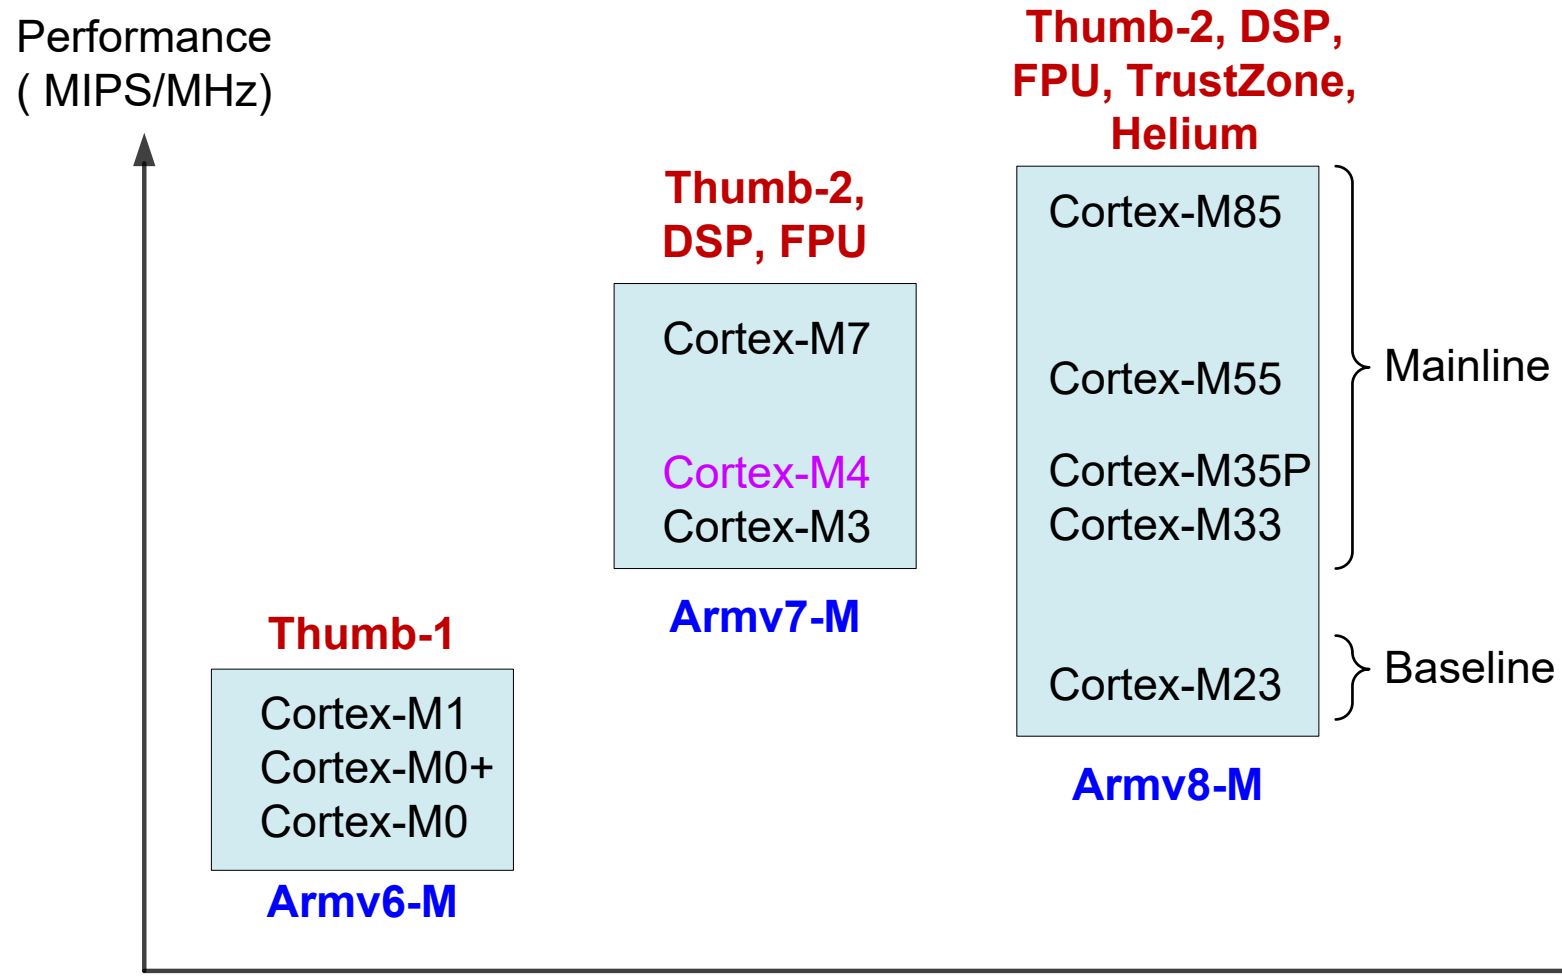 Performance
( MIPS/MHz)
Thumb-1
Cortex-M1
Cortex-M0+
Cortex-M0
Armv6-M
Thumb-2,
DSP, FPU
Cortex-M7
Cortex-M4
Cortex-M3
Armv7-M
Thumb-2, DSP,
FPU, TrustZone,
Helium
Cortex-M85
Cortex-M55
Cortex-M35P
Cortex-M33
Cortex-M23
Armv8-M
Mainline
Baseline